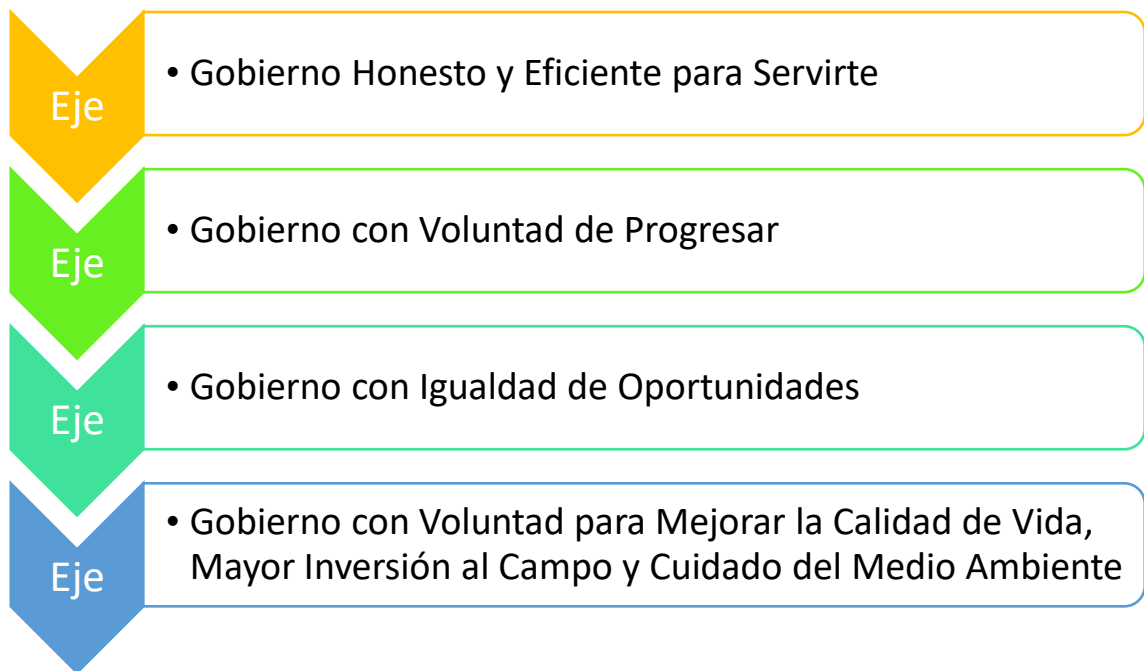 Eje
• Gobierno Honesto y Eficiente para Servirte
Eje
• Gobierno con Voluntad de Progresar
Eje
• Gobierno con Igualdad de Oportunidades
Eje
• Gobierno con Voluntad para Mejorar la Calidad de Vida,
Mayor Inversión al Campo y Cuidado del Medio Ambiente